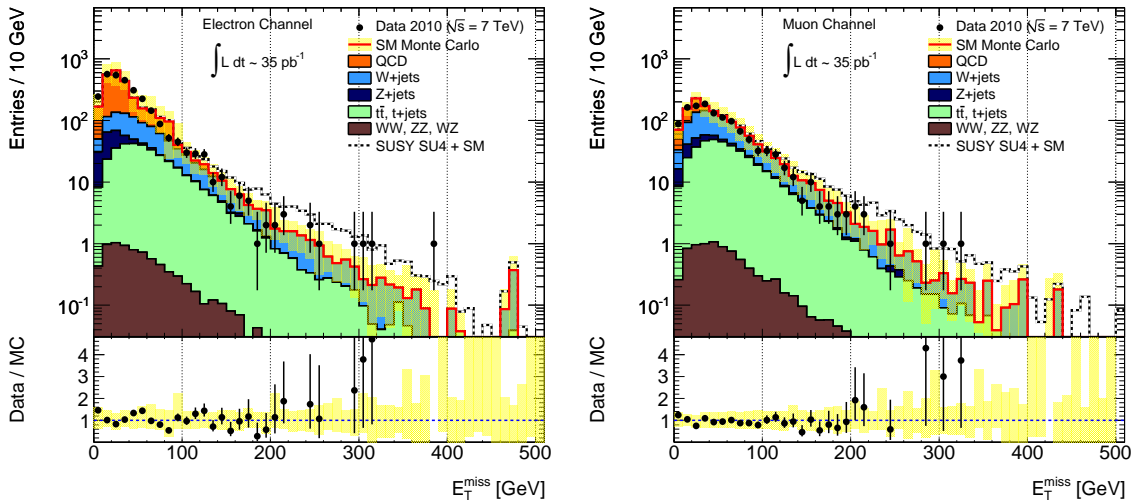 Entries / 10 GeV
10³
10²
10
1
10⁻¹
Electron Channel
∫ L dt ~ 35 pb⁻¹
Data 2010 √s = 7 TeV)
SM Monte Carlo
QCD
W+jets
Z+jets
tt̄, t+jets
WW, ZZ, WZ
SUSY SU4 + SM
Data / MC
4
3
2
1
0 100 200 300 400 500
E_T^miss [GeV]
Entries / 10 GeV
10³
10²
10
1
10⁻¹
Muon Channel
∫ L dt ~ 35 pb⁻¹
Data 2010 √s = 7 TeV)
SM Monte Carlo
QCD
W+jets
Z+jets
tt̄, t+jets
WW, ZZ, WZ
SUSY SU4 + SM
Data / MC
4
3
2
1
0 100 200 300 400 500
E_T^miss [GeV]